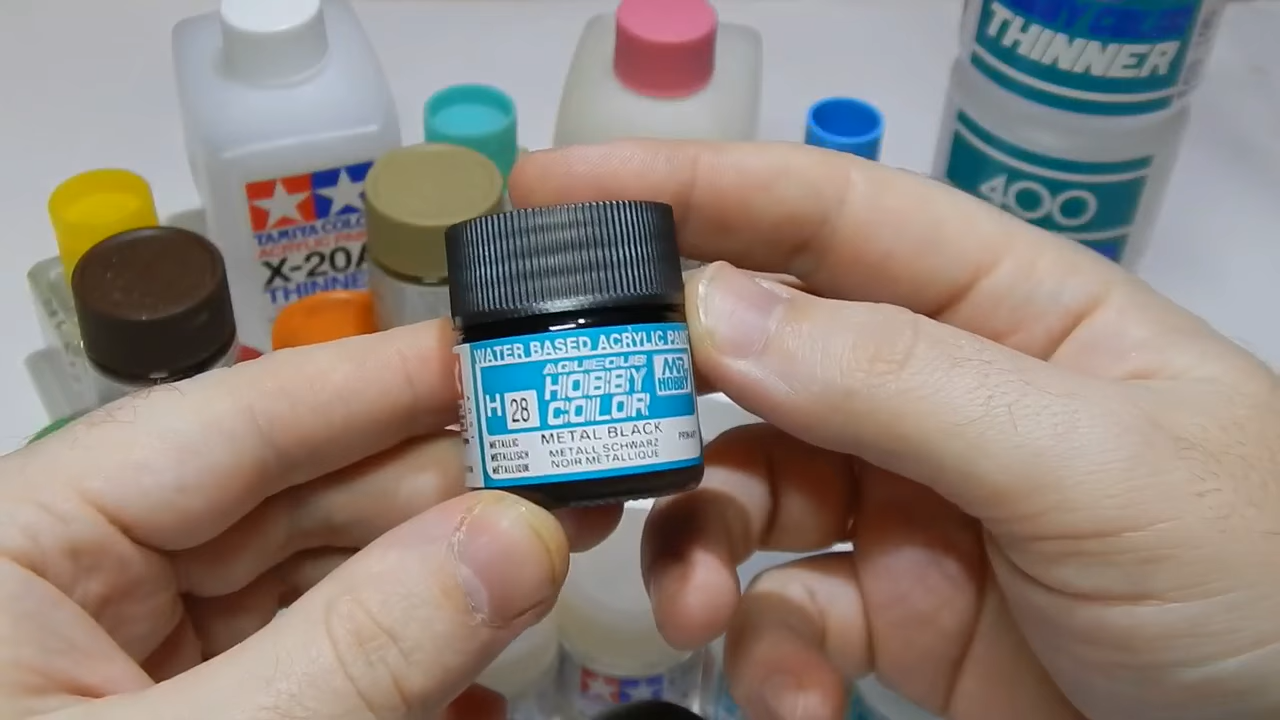 THINNER
400
TAMIYA COLOR
X-20A
THINNER
WATER BASED ACRYLIC PAINT
AQUEOUS
HOBBY
COLOR
MR
HOBBY
H 28
METAL BLACK
METALL SCHWARZ
NOIR MÉTALLIQUE
METALLIC
METALLISCH
MÉTALLIQUE